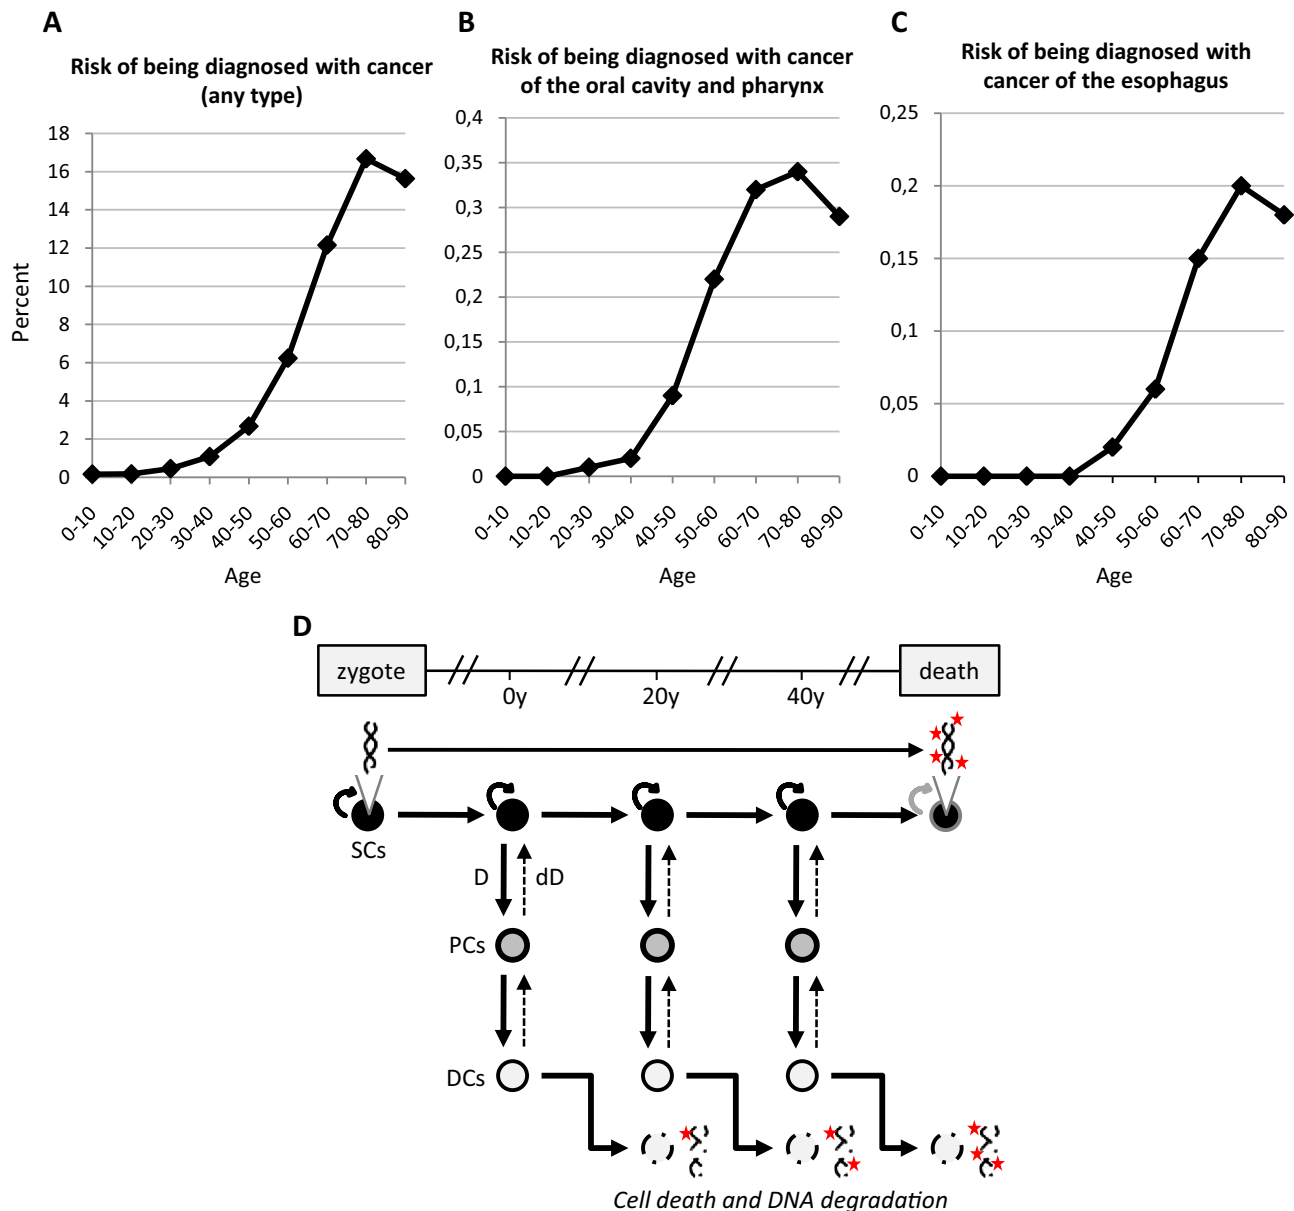 A
Risk of being diagnosed with cancer
(any type)
Percent
18
16
14
12
10
8
6
4
2
0
0-10
10-20
20-30
30-40
40-50
50-60
60-70
70-80
80-90
Age
B
Risk of being diagnosed with cancer
of the oral cavity and pharynx
0,4
0,35
0,3
0,25
0,2
0,15
0,1
0,05
0
0-10
10-20
20-30
30-40
40-50
50-60
60-70
70-80
80-90
Age
C
Risk of being diagnosed with
cancer of the esophagus
0,25
0,2
0,15
0,1
0,05
0
0-10
10-20
20-30
30-40
40-50
50-60
60-70
70-80
80-90
Age
D
zygote
0y
20y
40y
death
SCs
D
dD
PCs
DCs
Cell death and DNA degradation